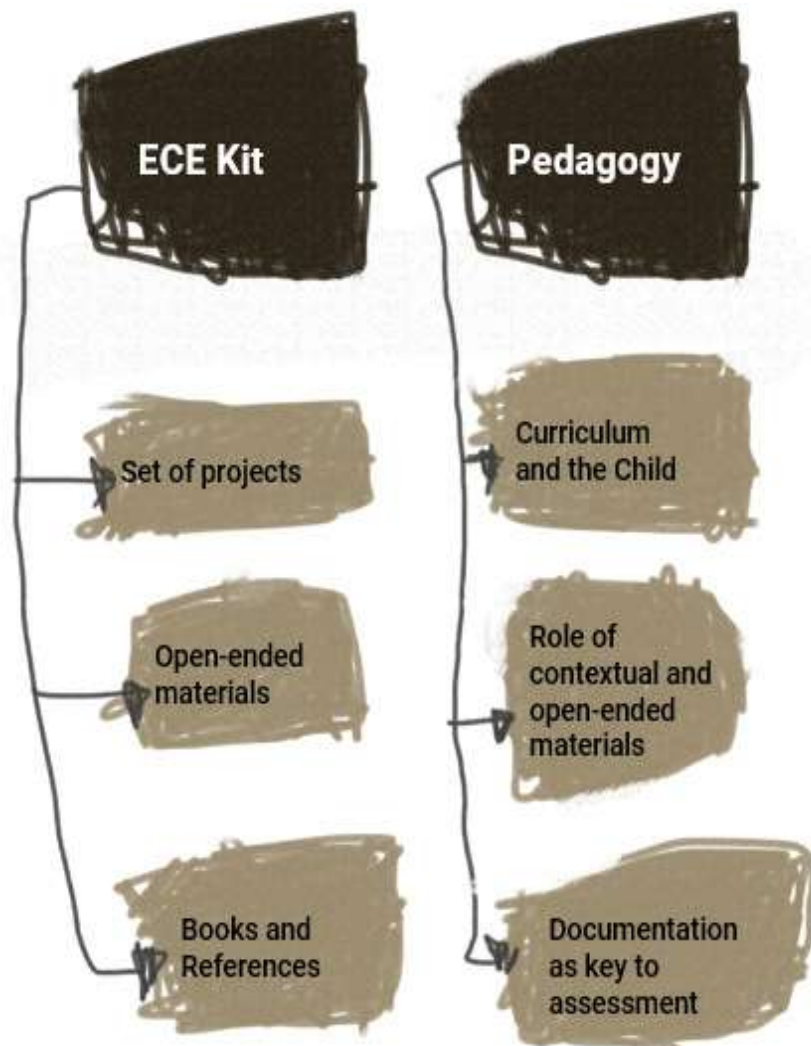 ECE Kit
Set of projects
Open-ended
materials
Books and
References
Pedagogy
Curriculum
and the Child
Role of
contextual and
open-ended
materials
Documentation
as key to
assessment